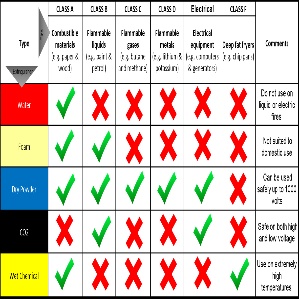 CLASS A CLASS B CLASS C CLASS D Electrical CLASS F
Type
Combustible materials (e.g. paper & wood)
Flammable liquids (e.g. paint & petrol)
Flammable gases (e.g. butane and methane)
Flammable metals (e.g. lithium & potassium)
Electrical equipment (e.g. computers & generators)
Deep fat fryers (e.g. chip pans)
Comments
Extinguisher
Water
Do not use on
liquid or electric
fires
Foam
Not suited to
domestic use
Dry Powder
Can be used
safely up to 1000
volts
CO2
Safe on both high
and low voltage
Wet Chemical
Use on extremely
high
temperatures